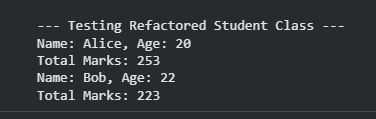 --- Testing Refactored Student Class ---
Name: Alice, Age: 20
Total Marks: 253
Name: Bob, Age: 22
Total Marks: 223